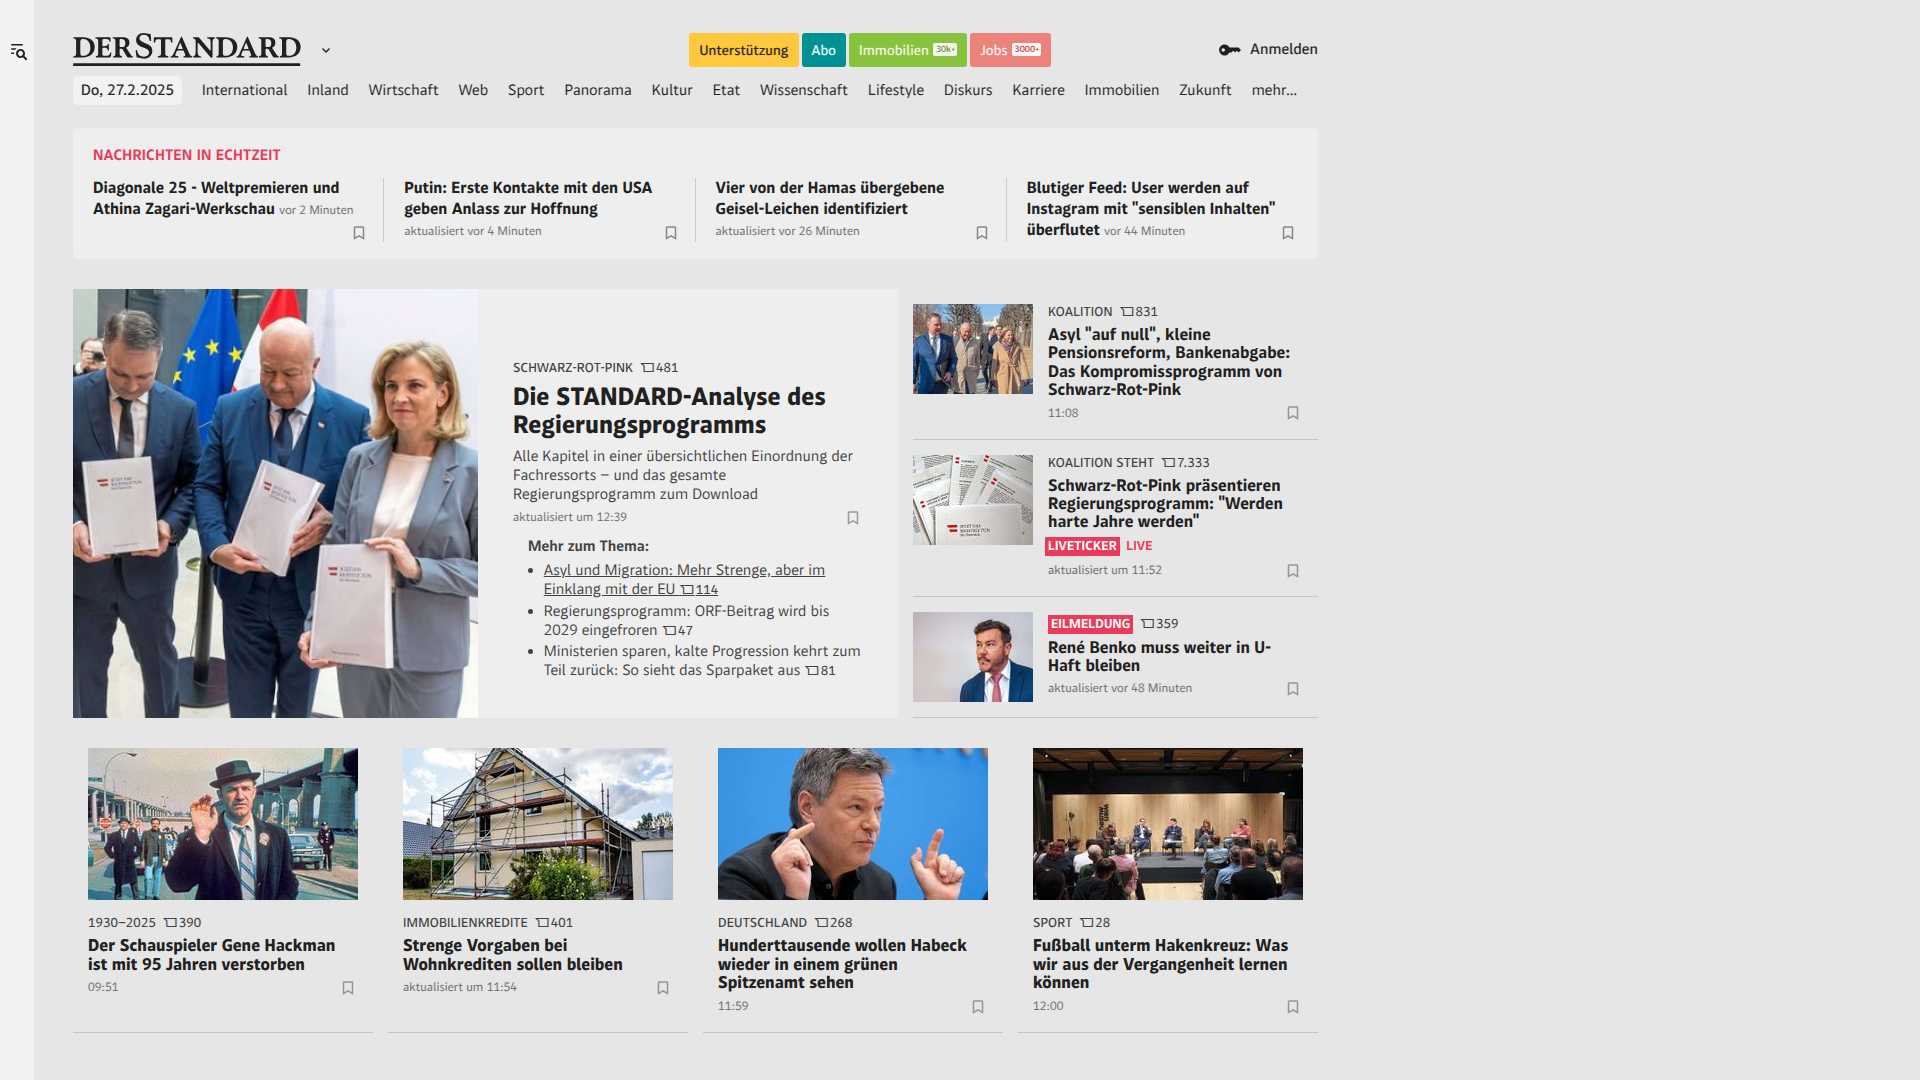 DERSTANDARD
Unterstützung
Abo
Immobilien 30k+
Jobs 3000+
Anmelden
Do, 27.2.2025
International
Inland
Wirtschaft
Web
Sport
Panorama
Kultur
Etat
Wissenschaft
Lifestyle
Diskurs
Karriere
Immobilien
Zukunft
mehr...
NACHRICHTEN IN ECHTZEIT
Diagonale 25 - Weltpremieren und
Athina Zagari-Werkschau vor 2 Minuten
Putin: Erste Kontakte mit den USA
geben Anlass zur Hoffnung
aktualisiert vor 4 Minuten
Vier von der Hamas übergebene
Geisel-Leichen identifiziert
aktualisiert vor 26 Minuten
Blutiger Feed: User werden auf
Instagram mit "sensiblen Inhalten"
überflutet vor 44 Minuten
SCHWARZ-ROT-PINK 481
Die STANDARD-Analyse des
Regierungsprogramms
Alle Kapitel in einer übersichtlichen Einordnung der
Fachressorts – und das gesamte
Regierungsprogramm zum Download
aktualisiert um 12:39
Mehr zum Thema:
• Asyl und Migration: Mehr Strenge, aber im
Einklang mit der EU 114
• Regierungsprogramm: ORF-Beitrag wird bis
2029 eingefroren 47
• Ministerien sparen, kalte Progression kehrt zum
Teil zurück: So sieht das Sparpaket aus 81
KOALITION 831
Asyl "auf null", kleine
Pensionsreform, Bankenabgabe:
Das Kompromissprogramm von
Schwarz-Rot-Pink
11:08
KOALITION STEHT 7.333
Schwarz-Rot-Pink präsentieren
Regierungsprogramm: "Werden
harte Jahre werden"
LIVETICKER LIVE
aktualisiert um 11:52
EILMELDUNG 359
René Benko muss weiter in U-
Haft bleiben
aktualisiert vor 48 Minuten
1930–2025 390
Der Schauspieler Gene Hackman
ist mit 95 Jahren verstorben
09:51
IMMOBILIENKREDITE 401
Strenge Vorgaben bei
Wohnkrediten sollen bleiben
aktualisiert um 11:54
DEUTSCHLAND 268
Hunderttausende wollen Habeck
wieder in einem grünen
Spitzenamt sehen
11:59
SPORT 28
Fußball unterm Hakenkreuz: Was
wir aus der Vergangenheit lernen
können
12:00